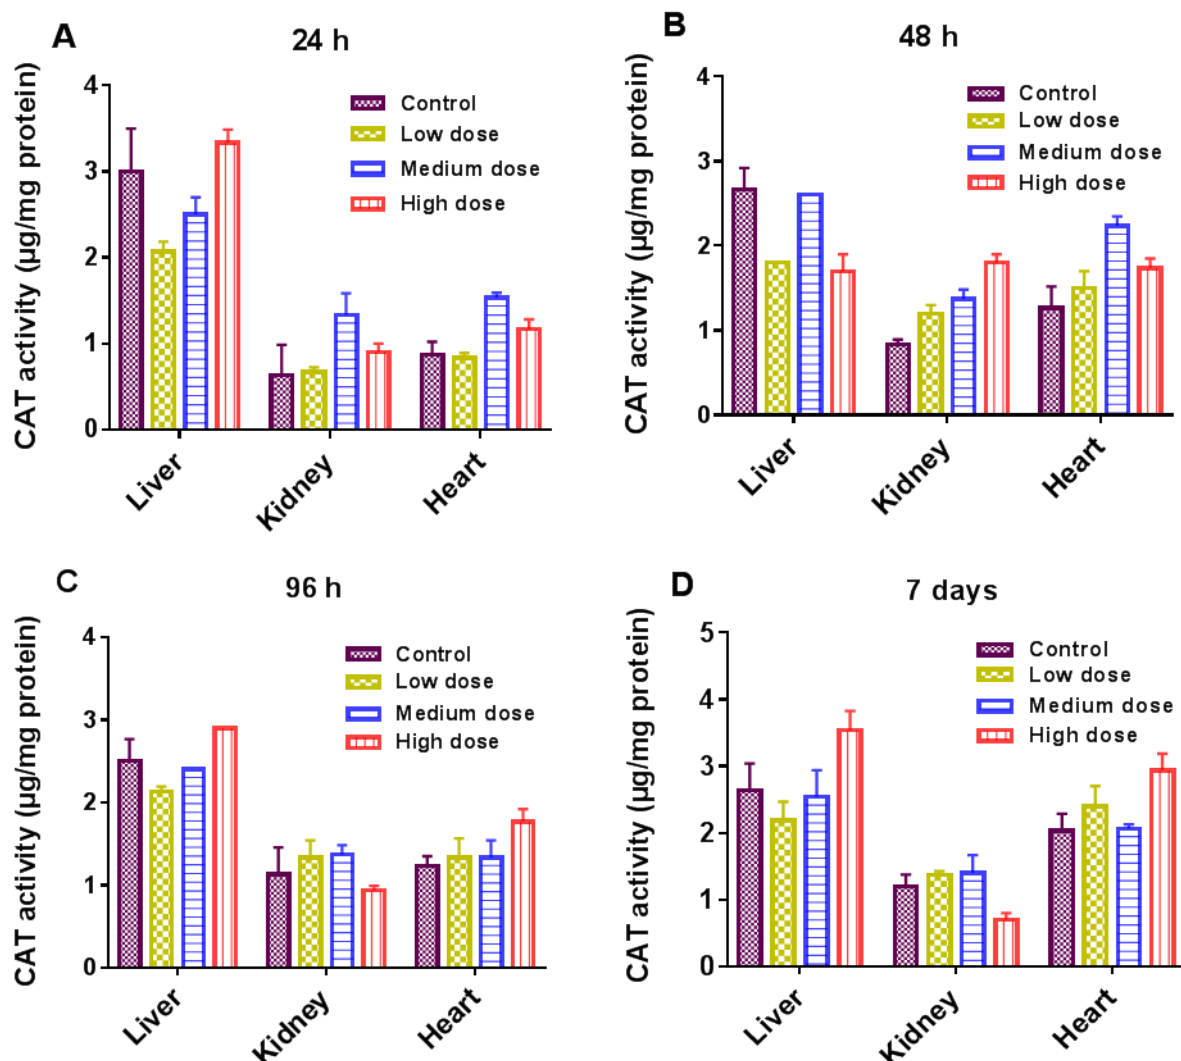 A
24 h
CAT activity (µg/mg protein)
4
3
2
1
0
Control
Low dose
Medium dose
High dose
Liver
Kidney
Heart
B
48 h
CAT activity (µg/mg protein)
4
3
2
1
0
Control
Low dose
Medium dose
High dose
Liver
Kidney
Heart
C
96 h
CAT activity (µg/mg protein)
4
3
2
1
0
Control
Low dose
Medium dose
High dose
Liver
Kidney
Heart
D
7 days
CAT activity (µg/mg protein)
5
4
3
2
1
0
Control
Low dose
Medium dose
High dose
Liver
Kidney
Heart